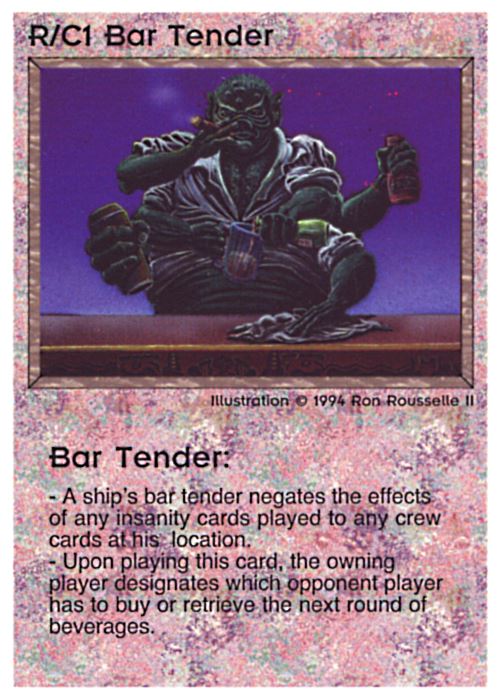 R/C1 Bar Tender
Illustration © 1994 Ron Rousselle II
Bar Tender:
- A ship's bar tender negates the effects
of any insanity cards played to any crew
cards at his location.
- Upon playing this card, the owning
player designates which opponent player
has to buy or retrieve the next round of
beverages.